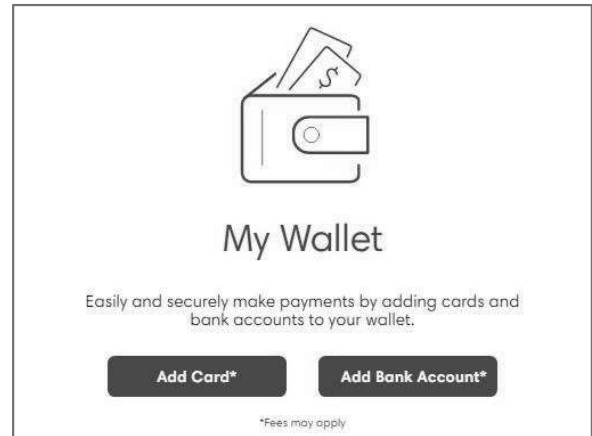 $
My Wallet
Easily and securely make payments by adding cards and
bank accounts to your wallet.
Add Card* Add Bank Account*
*Fees may apply